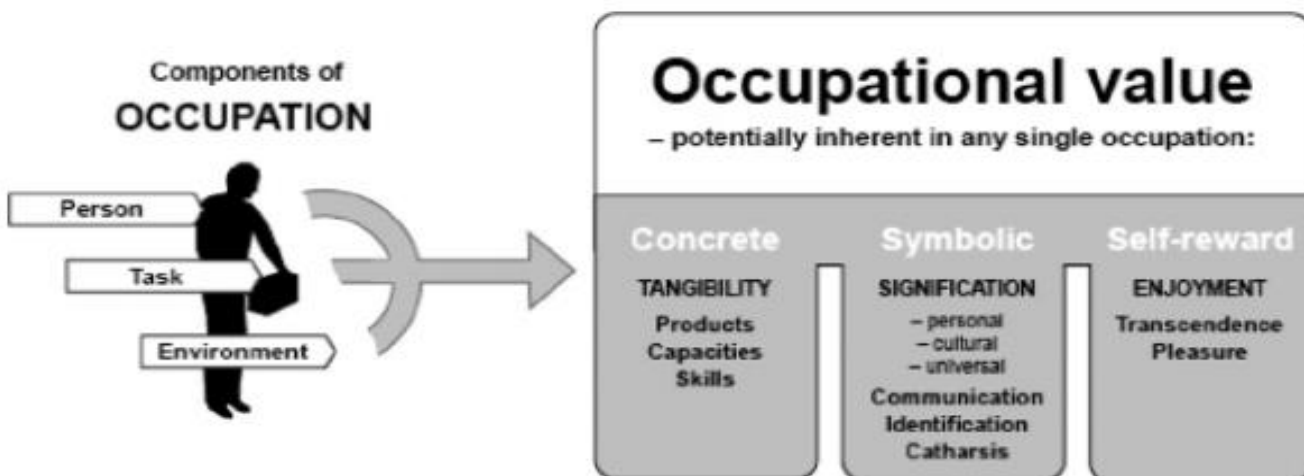 Components of
OCCUPATION
Person
Task
Environment
Occupational value
– potentially inherent in any single occupation:
Concrete
TANGIBILITY
Products
Capacities
Skills
Symbolic
SIGNIFICATION
– personal
– cultural
– universal
Communication
Identification
Catharsis
Self-reward
ENJOYMENT
Transcendence
Pleasure